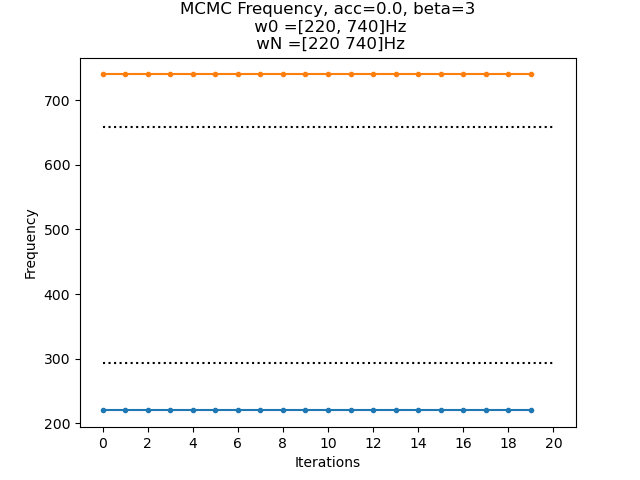 MCMC Frequency, acc=0.0, beta=3
w0 =[220, 740]Hz
wN =[220 740]Hz
700
600
500
400
300
200
Frequency
0 2 4 6 8 10 12 14 16 18 20
Iterations